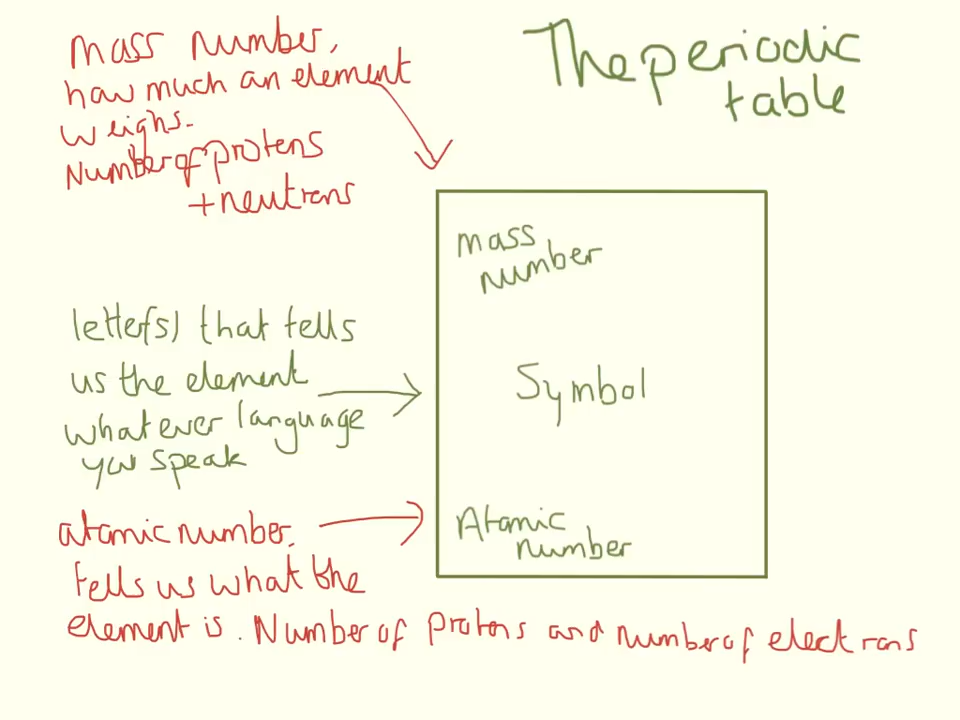 Mass number,
how much an element
weighs.
Number of protens
+neutrons
The periodic
table
mass
number
letter(s) that tells
us the element
whatever language
you speak
Symbol
atomic number.
tells us what the
element is. Number of protons and number of electrons
Atomic
number